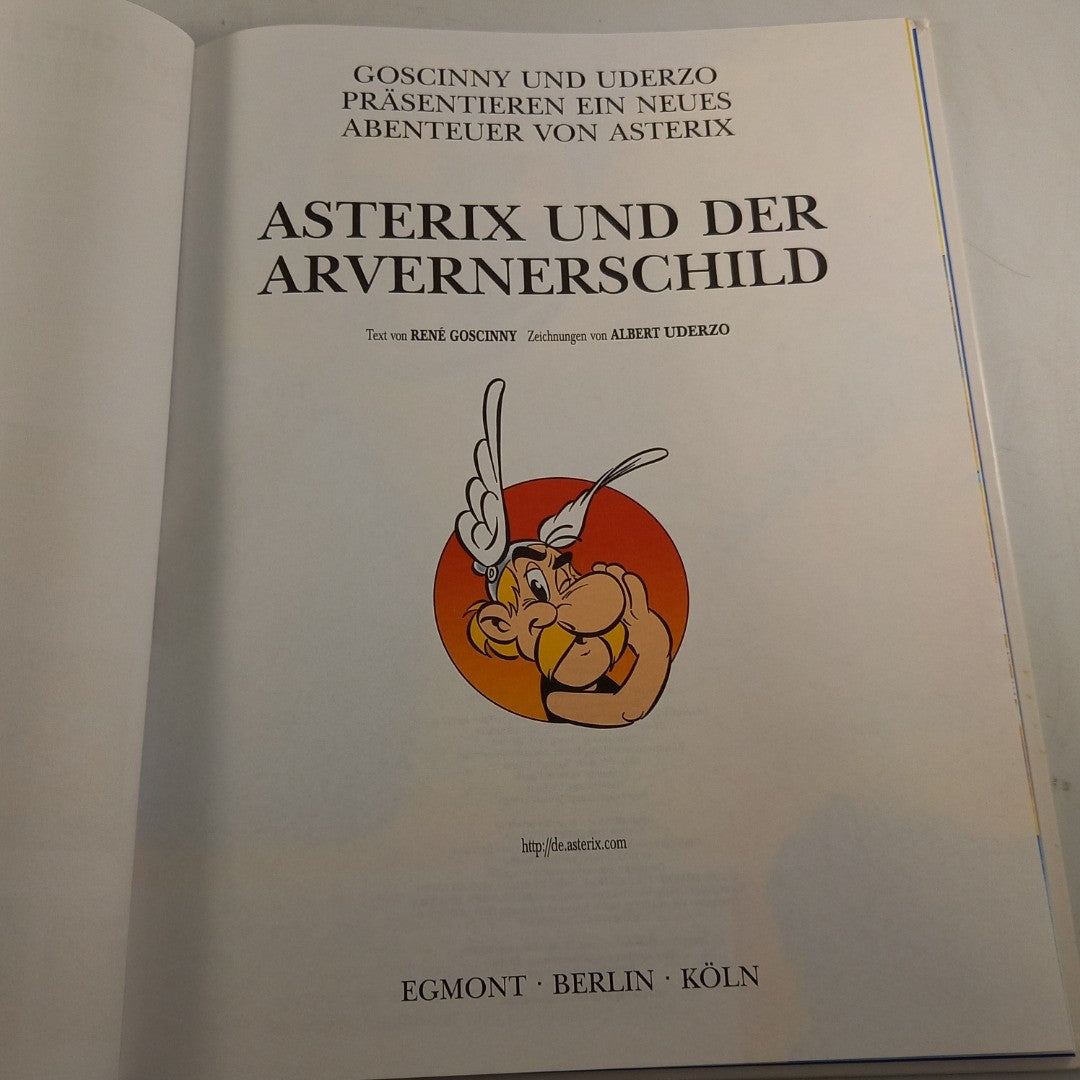 GOSCINNY UND UDERZO
PRÄSENTIEREN EIN NEUES
ABENTEUER VON ASTERIX
ASTERIX UND DER
ARVERNERSCHILD
Text von RENÉ GOSCINNY Zeichnungen von ALBERT UDERZO
http://de.asterix.com
EGMONT · BERLIN · KÖLN